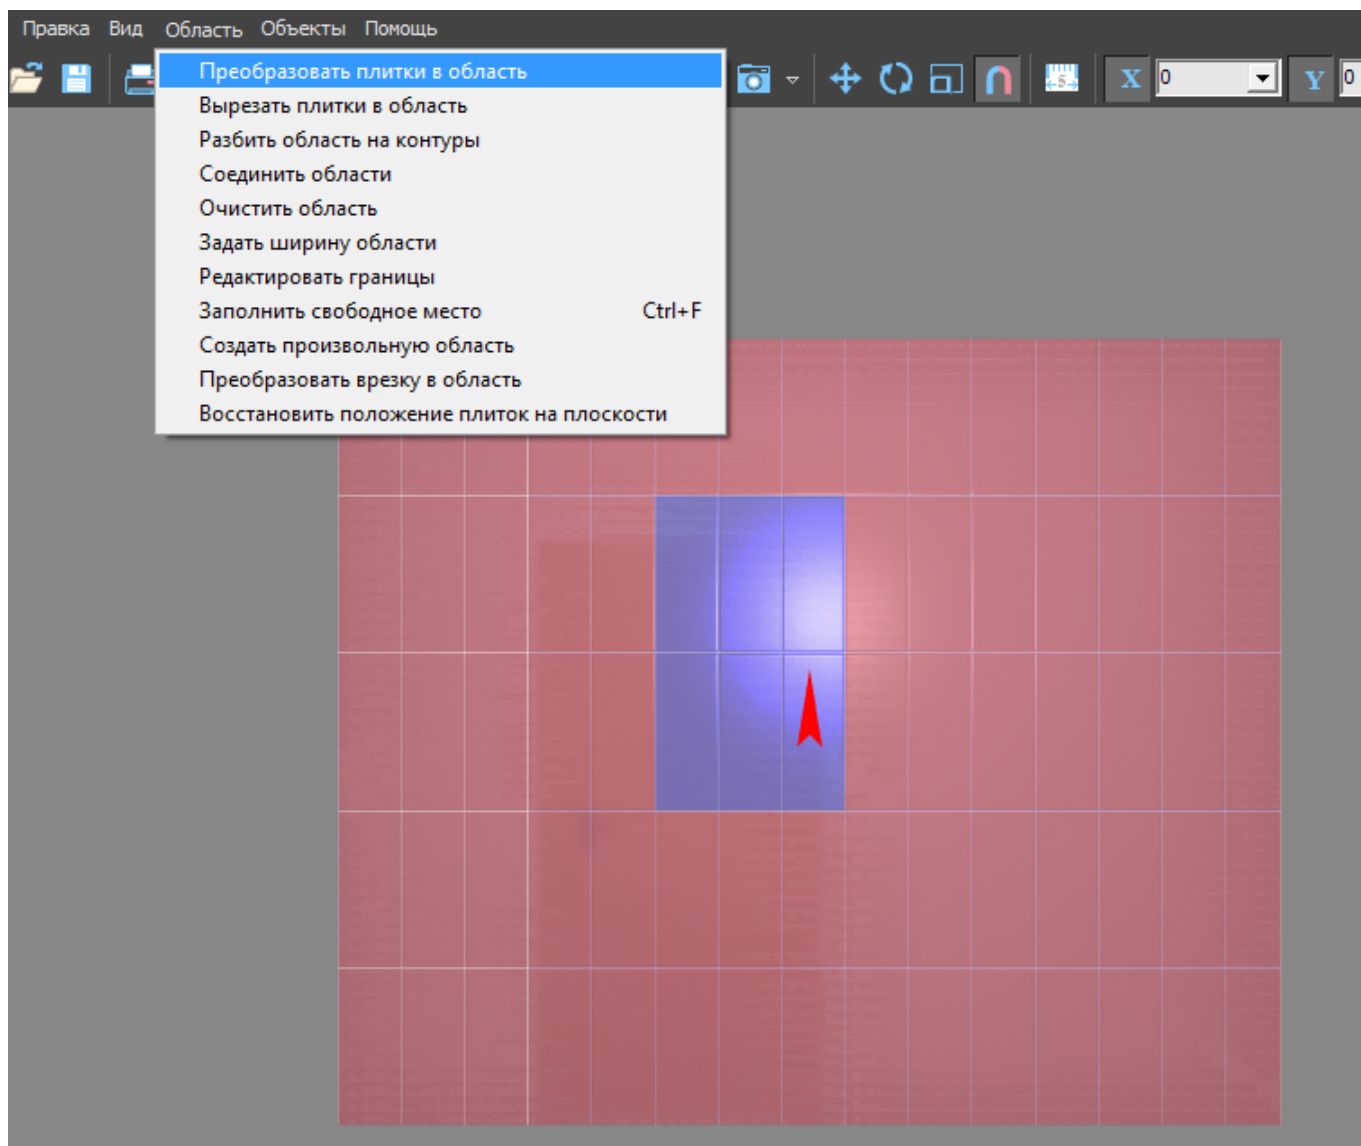 Правка Вид Область Объекты Помощь
5 X 0 Y 0
Преобразовать плитки в область
Вырезать плитки в область
Разбить область на контуры
Соединить области
Очистить область
Задать ширину области
Редактировать границы
Заполнить свободное место Ctrl+F
Создать произвольную область
Преобразовать врезку в область
Восстановить положение плиток на плоскости